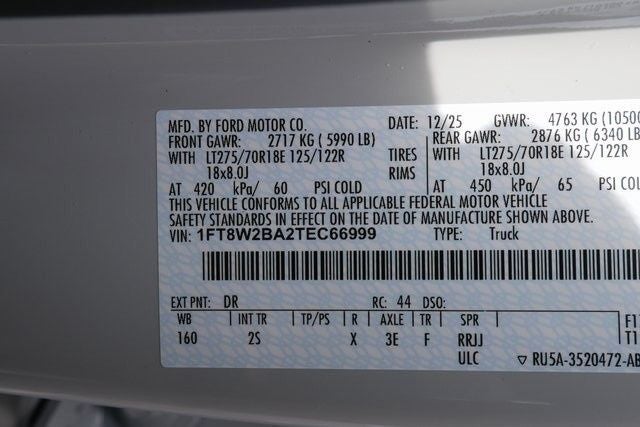 MFD. BY FORD MOTOR CO. DATE: 12/25 GVWR: 4763 KG (10500
FRONT GAWR: 2717 KG ( 5990 LB) REAR GAWR: 2876 KG ( 6340 LB)
WITH LT275/70R18E 125/122R TIRES WITH LT275/70R18E 125/122R
18x8.0J RIMS 18x8.0J
AT 420 kPa/ 60 PSI COLD AT 450 kPa/ 65 PSI COL
THIS VEHICLE CONFORMS TO ALL APPLICABLE FEDERAL MOTOR VEHICLE
SAFETY STANDARDS IN EFFECT ON THE DATE OF MANUFACTURE SHOWN ABOVE.
VIN: 1FT8W2BA2TEC66999 TYPE: Truck
EXT PNT: DR RC: 44 DSO:
WB INT TR TP/PS R AXLE TR SPR
160 2S X 3E F RRJJ
ULC ▽ RU5A-3520472-AB